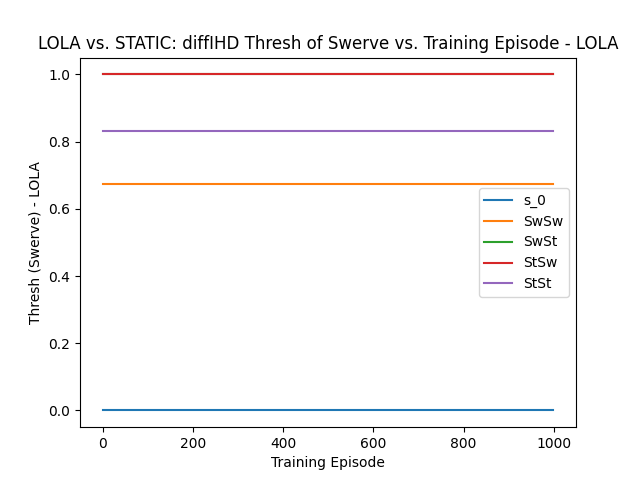 LOLA vs. STATIC: diffIHD Thresh of Swerve vs. Training Episode - LOLA
1.0
0.8
0.6
0.4
0.2
0.0
Thresh (Swerve) - LOLA
s_0
SwSw
SwSt
StSw
StSt
0 200 400 600 800 1000
Training Episode